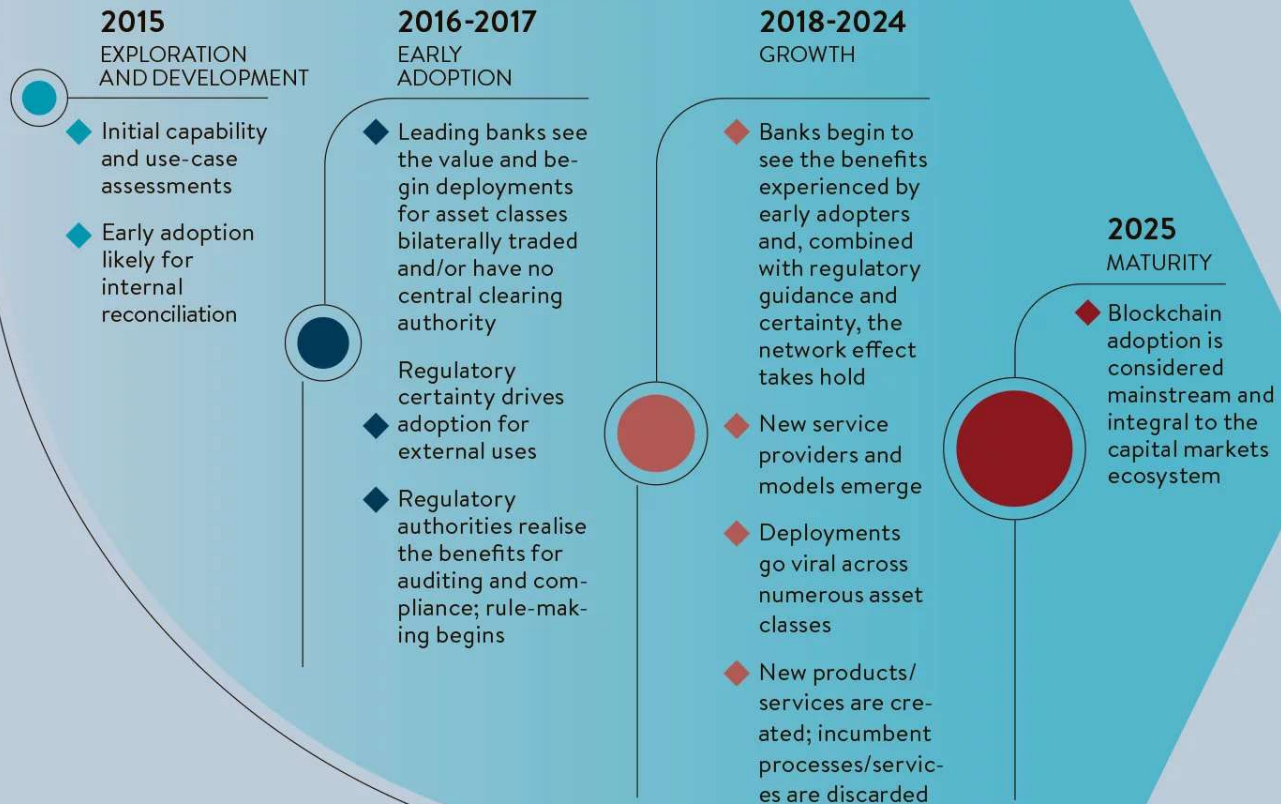 2015
EXPLORATION
AND DEVELOPMENT
Initial capability
and use-case
assessments
Early adoption
likely for
internal
reconciliation
2016-2017
EARLY
ADOPTION
Leading banks see
the value and be-
gin deployments
for asset classes
bilaterally traded
and/or have no
central clearing
authority
Regulatory
certainty drives
adoption for
external uses
Regulatory
authorities realise
the benefits for
auditing and com-
pliance; rule-mak-
ing begins
2018-2024
GROWTH
Banks begin to
see the benefits
experienced by
early adopters
and, combined
with regulatory
guidance and
certainty, the
network effect
takes hold
New service
providers and
models emerge
Deployments
go viral across
numerous asset
classes
New products/
services are cre-
ated; incumbent
processes/servic-
es are discarded
2025
MATURITY
Blockchain
adoption is
considered
mainstream and
integral to the
capital markets
ecosystem